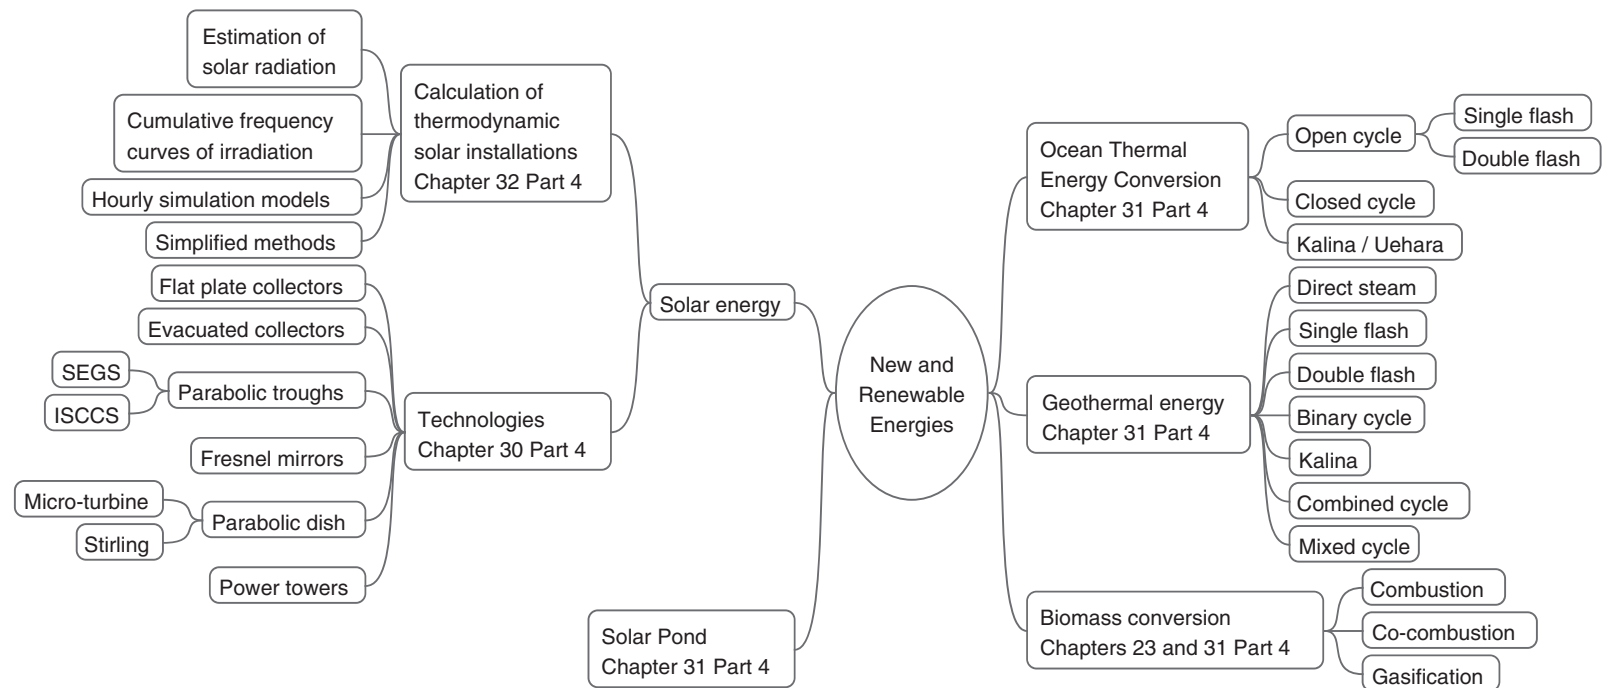 Estimation of
solar radiation
Cumulative frequency
curves of irradiation
Hourly simulation models
Simplified methods
Calculation of
thermodynamic
solar installations
Chapter 32 Part 4
Flat plate collectors
Evacuated collectors
SEGS
ISCCS
Parabolic troughs
Fresnel mirrors
Micro-turbine
Stirling
Parabolic dish
Power towers
Technologies
Chapter 30 Part 4
Solar energy
Solar Pond
Chapter 31 Part 4
New and
Renewable
Energies
Ocean Thermal
Energy Conversion
Chapter 31 Part 4
Open cycle
Single flash
Double flash
Closed cycle
Kalina / Uehara
Geothermal energy
Chapter 31 Part 4
Direct steam
Single flash
Double flash
Binary cycle
Kalina
Combined cycle
Mixed cycle
Biomass conversion
Chapters 23 and 31 Part 4
Combustion
Co-combustion
Gasification